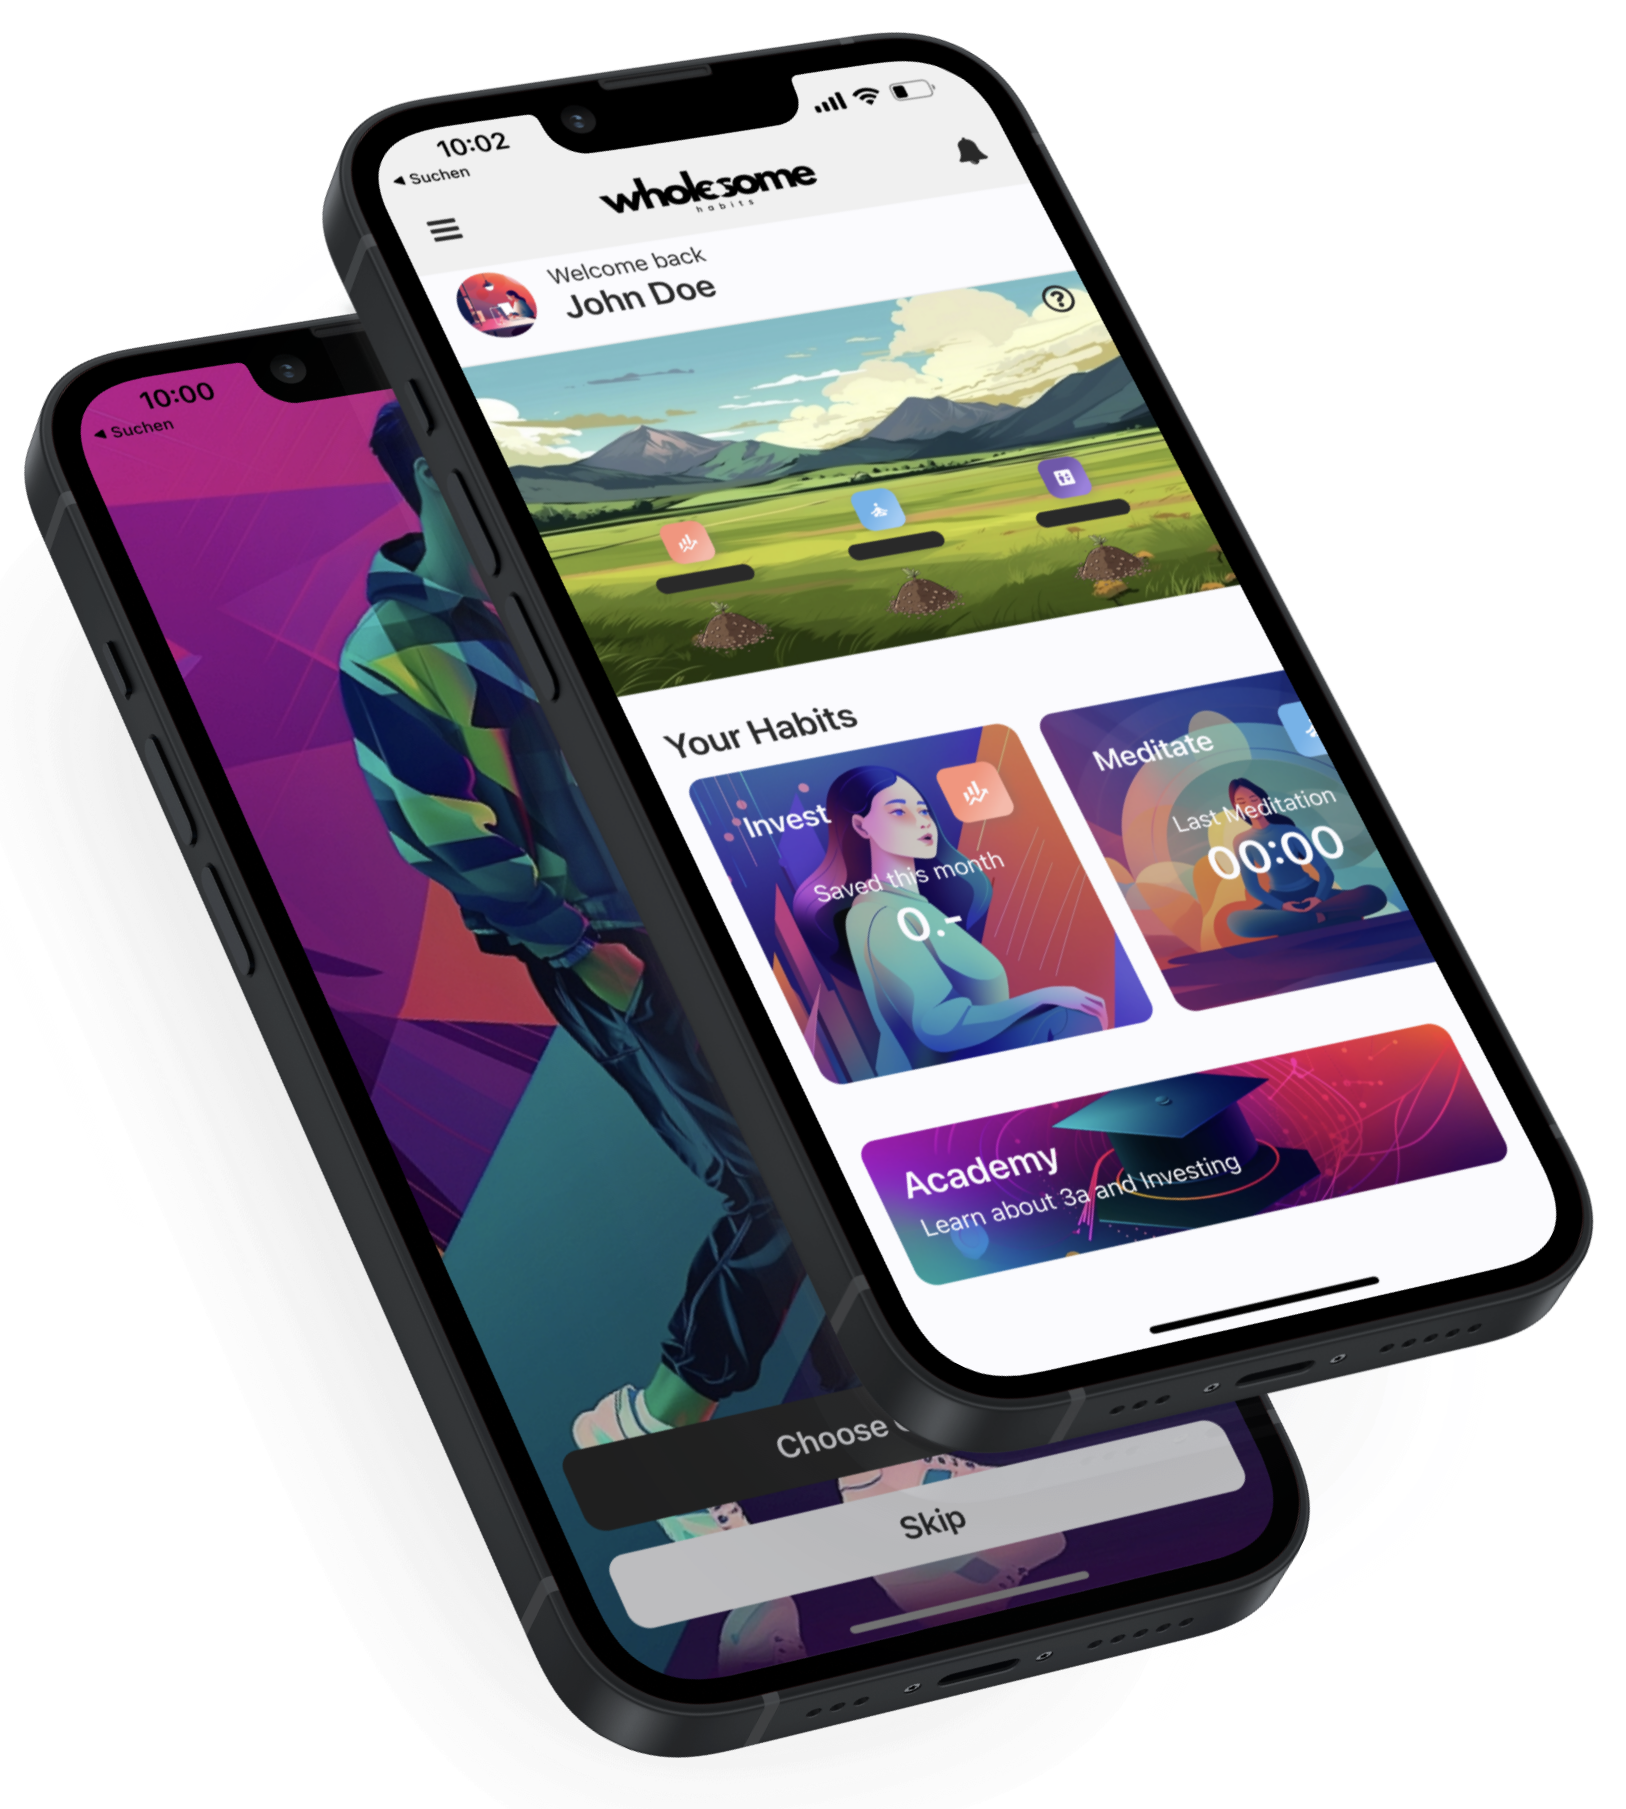 10:02
◀ Suchen
wholesome
habits
Welcome back
John Doe
?
Your Habits
Invest
Saved this month
0.-
Meditate
Last Meditation
00:00
Academy
Learn about 3a and Investing
10:00
◀ Suchen
Choose
Skip